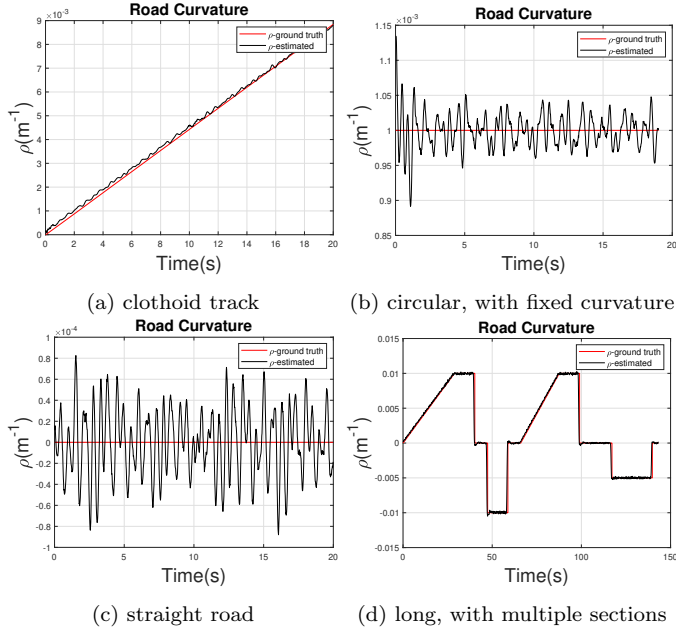 Road Curvature
×10⁻³
ρ-ground truth
ρ-estimated
ρ(m⁻¹)
9
8
7
6
5
4
3
2
1
0
0 2 4 6 8 10 12 14 16 18 20
Time(s)
(a) clothoid track
Road Curvature
×10⁻³
ρ-ground truth
ρ-estimated
ρ(m⁻¹)
1.15
1.1
1.05
1
0.95
0.9
0.85
0 5 10 15 20
Time(s)
(b) circular, with fixed curvature
Road Curvature
×10⁻⁴
ρ-ground truth
ρ-estimated
ρ(m⁻¹)
1
0.8
0.6
0.4
0.2
0
-0.2
-0.4
-0.6
-0.8
-1
0 5 10 15 20
Time(s)
(c) straight road
Road Curvature
ρ-ground truth
ρ-estimated
ρ(m⁻¹)
0.015
0.01
0.005
0
-0.005
-0.01
-0.015
0 50 100 150
Time(s)
(d) long, with multiple sections